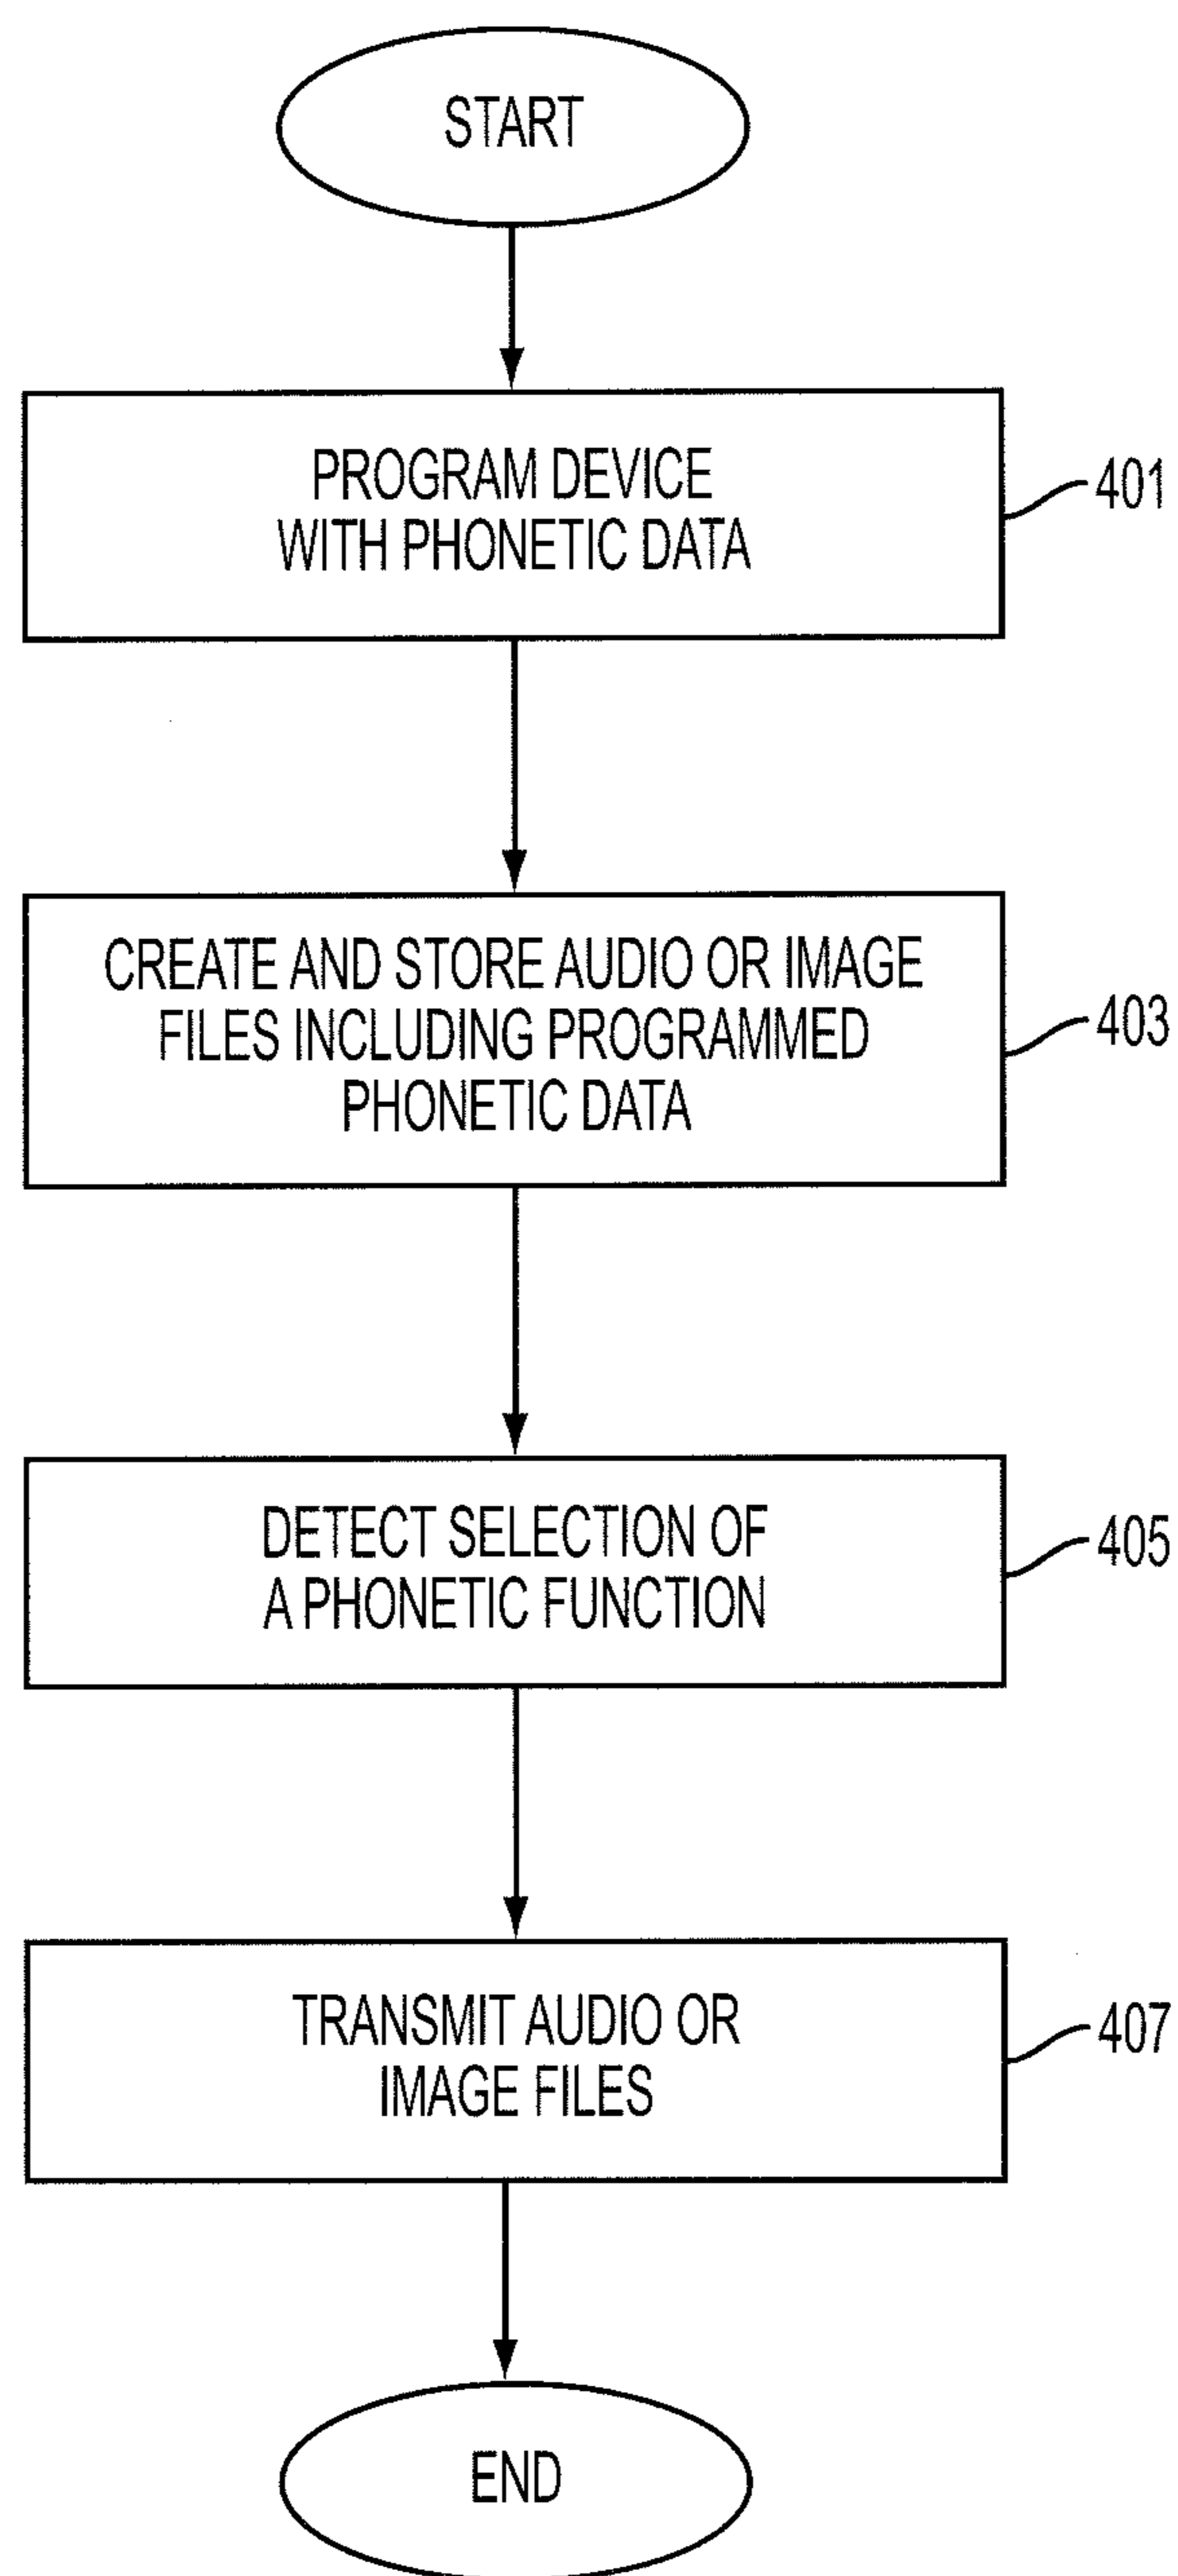 START
PROGRAM DEVICE
WITH PHONETIC DATA
401
CREATE AND STORE AUDIO OR IMAGE
FILES INCLUDING PROGRAMMED
PHONETIC DATA
403
DETECT SELECTION OF
A PHONETIC FUNCTION
405
TRANSMIT AUDIO OR
IMAGE FILES
407
END